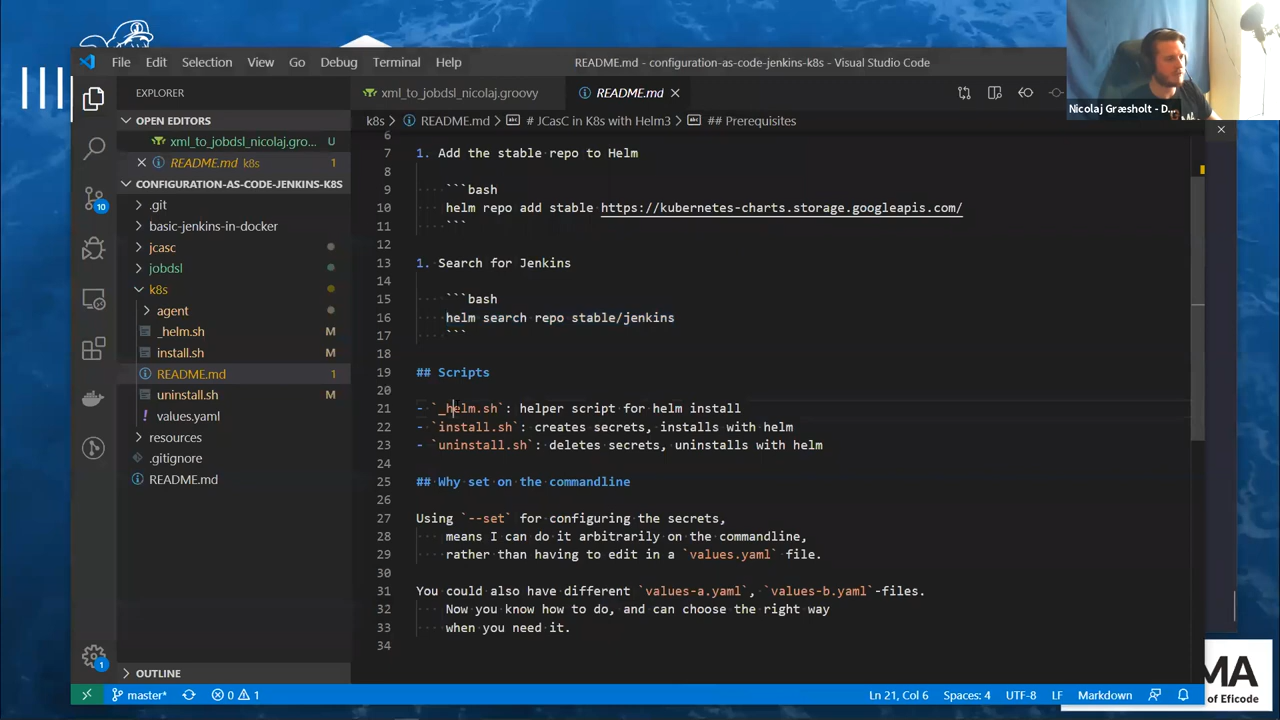 File Edit Selection View Go Debug Terminal Help
README.md - configuration-as-code-jenkins-k8s - Visual Studio Code
Nicolaj Græsholt - D...
EXPLORER
OPEN EDITORS
xml_to_jobdsl_nicolaj.gro... U
README.md k8s 1
CONFIGURATION-AS-CODE-JENKINS-K8S
.git
basic-jenkins-in-docker
jcasc
jobdsl
k8s
agent
_helm.sh M
install.sh M
README.md 1
uninstall.sh M
values.yaml
resources
.gitignore
README.md
OUTLINE
10
1
xml_to_jobdsl_nicolaj.groovy
README.md
k8s > README.md > # JCasC in K8s with Helm3 > ## Prerequisites
6
7 1. Add the stable repo to Helm
8
9 ```bash
10 helm repo add stable https://kubernetes-charts.storage.googleapis.com/
11 ```
12
13 1. Search for Jenkins
14
15 ```bash
16 helm search repo stable/jenkins
17 ```
18
19 ## Scripts
20
21 - `_helm.sh`: helper script for helm install
22 - `install.sh`: creates secrets, installs with helm
23 - `uninstall.sh`: deletes secrets, uninstalls with helm
24
25 ## Why set on the commandline
26
27 Using `--set` for configuring the secrets,
28 means I can do it arbitrarily on the commandline,
29 rather than having to edit in a `values.yaml` file.
30
31 You could also have different `values-a.yaml`, `values-b.yaml`-files.
32 Now you know how to do, and can choose the right way
33 when you need it.
34
master* 0 1
Ln 21, Col 6 Spaces: 4 UTF-8 LF Markdown
MA
of Eficode